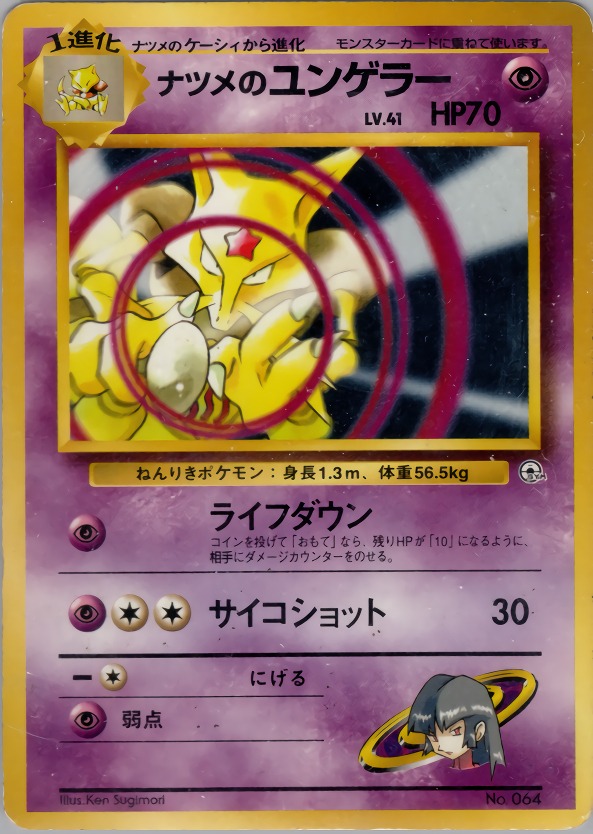 1進化
ナツメのケーシィから進化
モンスターカードに重ねて使います。
ナツメのユンゲラー
LV.41 HP70
ねんりきポケモン：身長1.3m、体重56.5kg
GYM
ライフダウン
コインを投げて「おもて」なら、残りHPが「10」になるように、
相手にダメージカウンターをのせる。
サイコショット 30
にげる
弱点
Illus.Ken Sugimori
No. 064